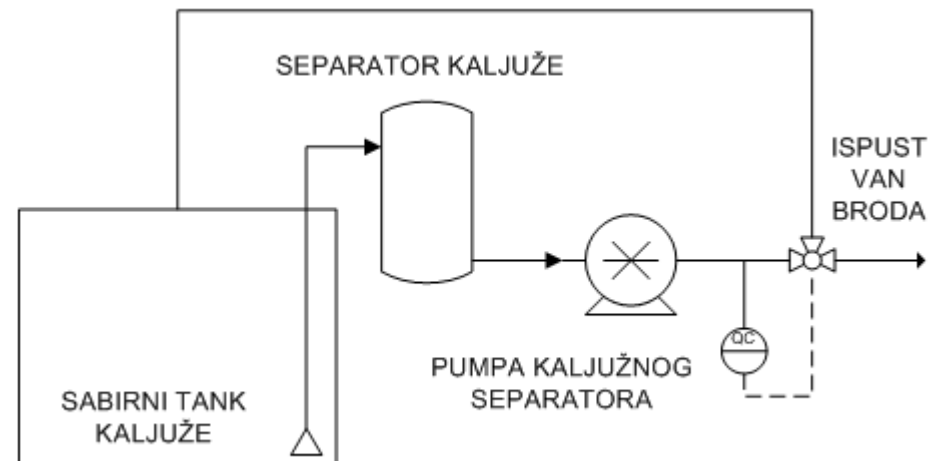 SEPARATOR KALJUŽE
ISPUST
VAN
BRODA
QC
PUMPA KALJUŽNOG
SEPARATORA
SABIRNI TANK
KALJUŽE